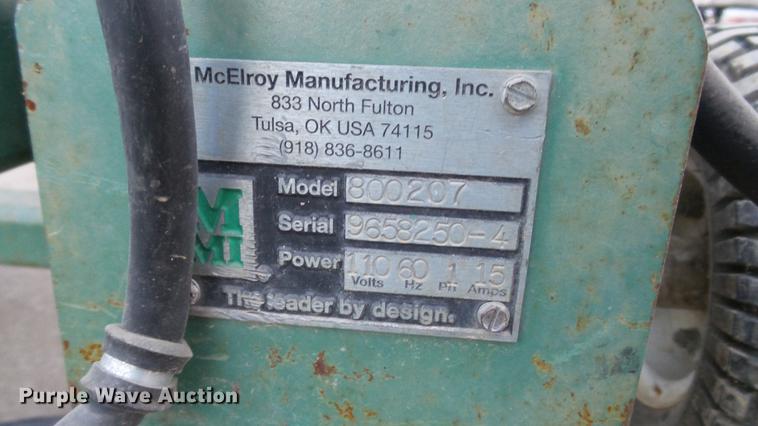 McElroy Manufacturing, Inc.
833 North Fulton
Tulsa, OK USA 74115
(918) 836-8611
M
MI
Model 800207
Serial 9658250-4
Power 110 60 1 15
Volts Hz PH Amps
The leader by design.
Purple Wave Auction